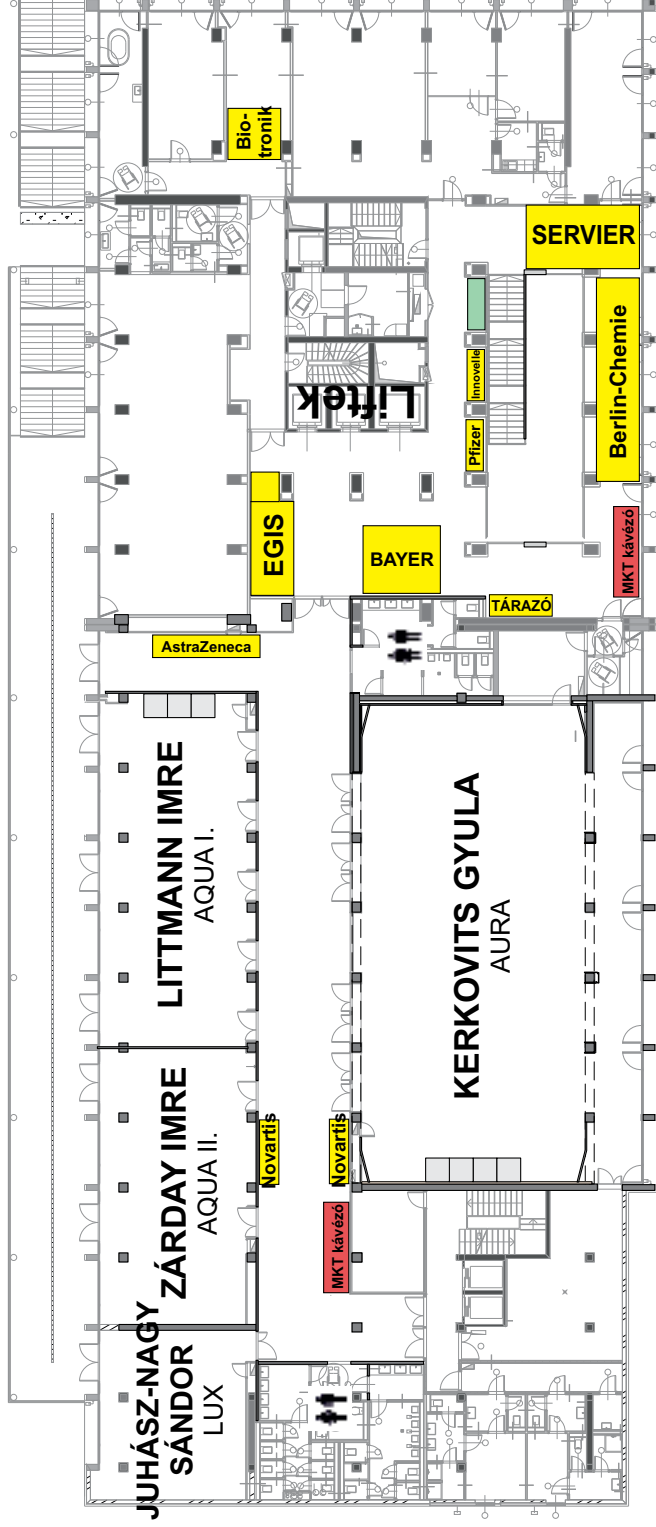 Bio-
tronik
SERVIER
Berlin-Chemie
Innovelle
Pfizer
Liftek
EGIS
BAYER
MKT kávézó
TÁRAZÓ
AstraZeneca
LITTMANN IMRE
AQUA I.
KERKOVITS GYULA
AURA
ZÁRDAY IMRE
AQUA II.
Novartis
Novartis
MKT kávézó
JUHÁSZ-NAGY
SÁNDOR
LUX